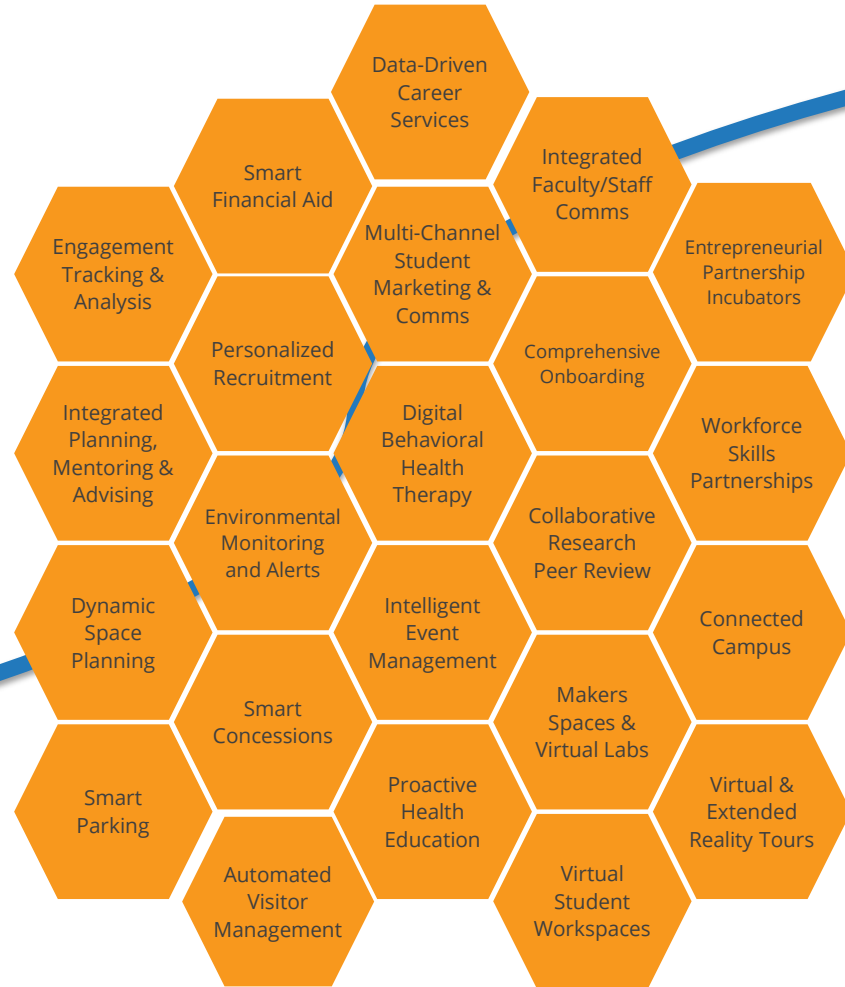 Data-Driven
Career
Services
Smart
Financial Aid
Integrated
Faculty/Staff
Comms
Engagement
Tracking &
Analysis
Multi-Channel
Student
Marketing &
Comms
Entrepreneurial
Partnership
Incubators
Personalized
Recruitment
Comprehensive
Onboarding
Integrated
Planning,
Mentoring &
Advising
Digital
Behavioral
Health
Therapy
Workforce
Skills
Partnerships
Environmental
Monitoring
and Alerts
Collaborative
Research
Peer Review
Dynamic
Space
Planning
Intelligent
Event
Management
Connected
Campus
Smart
Concessions
Makers
Spaces &
Virtual Labs
Smart
Parking
Proactive
Health
Education
Virtual &
Extended
Reality Tours
Automated
Visitor
Management
Virtual
Student
Workspaces